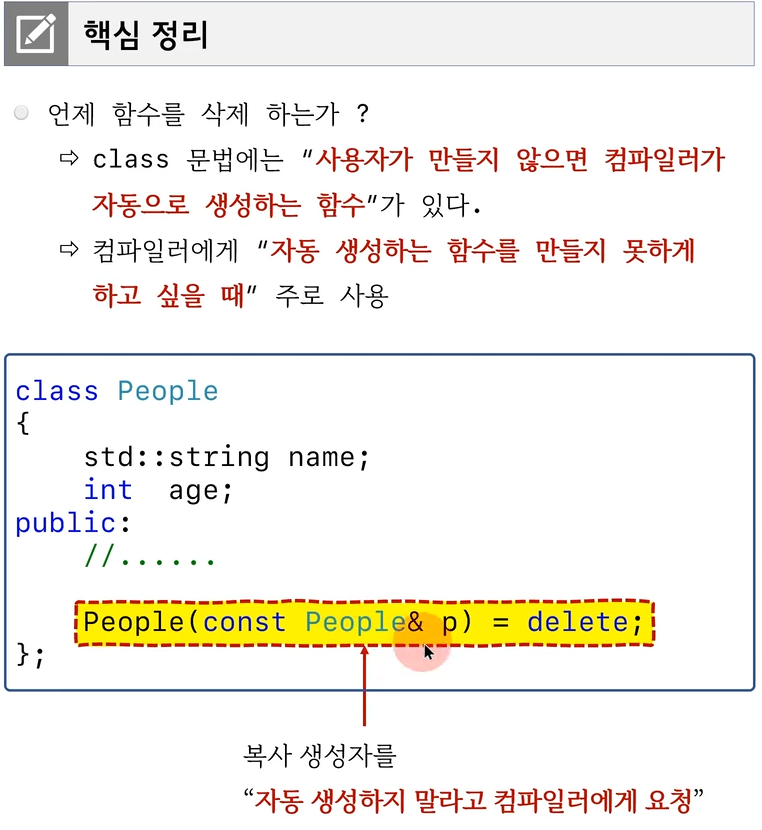 핵심 정리
언제 함수를 삭제 하는가 ?
⇨ class 문법에는 “사용자가 만들지 않으면 컴파일러가
자동으로 생성하는 함수”가 있다.
⇨ 컴파일러에게 “자동 생성하는 함수를 만들지 못하게
하고 싶을 때” 주로 사용
class People
{
    std::string name;
    int  age;
public:
    //......
    People(const People& p) = delete;
};
복사 생성자를
“자동 생성하지 말라고 컴파일러에게 요청”